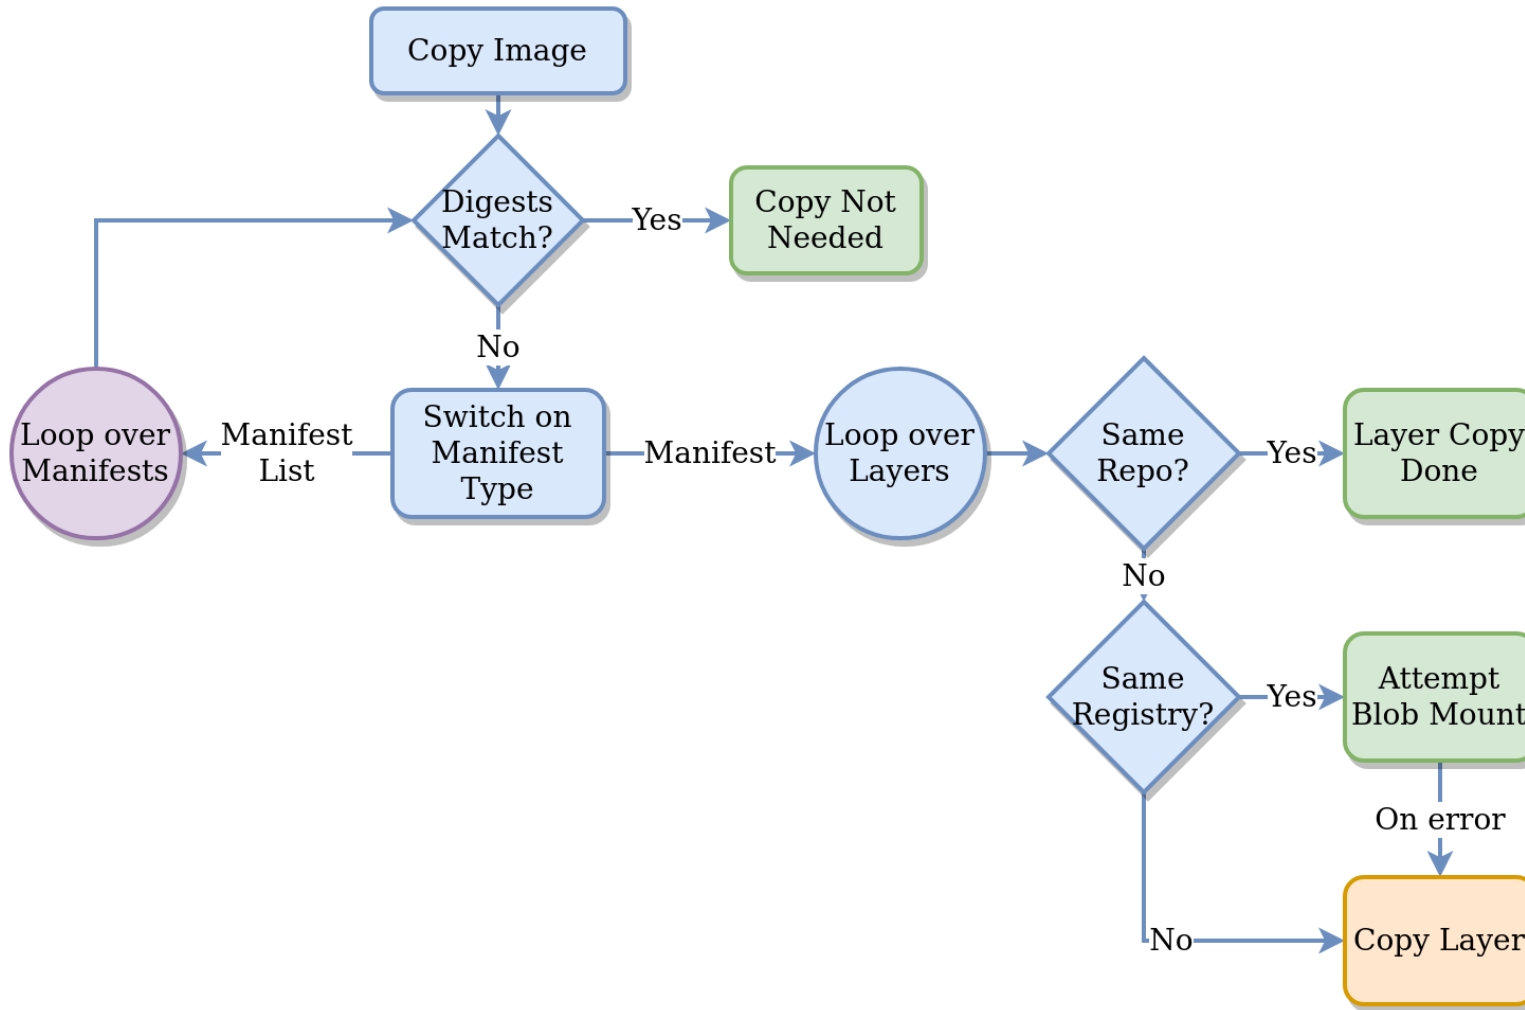 Copy Image
Digests
Match?
Yes
Copy Not
Needed
No
Loop over
Manifests
Manifest
List
Switch on
Manifest
Type
Manifest
Loop over
Layers
Same
Repo?
Yes
Layer Copy
Done
No
Same
Registry?
Yes
Attempt
Blob Mount
On error
No
Copy Layer